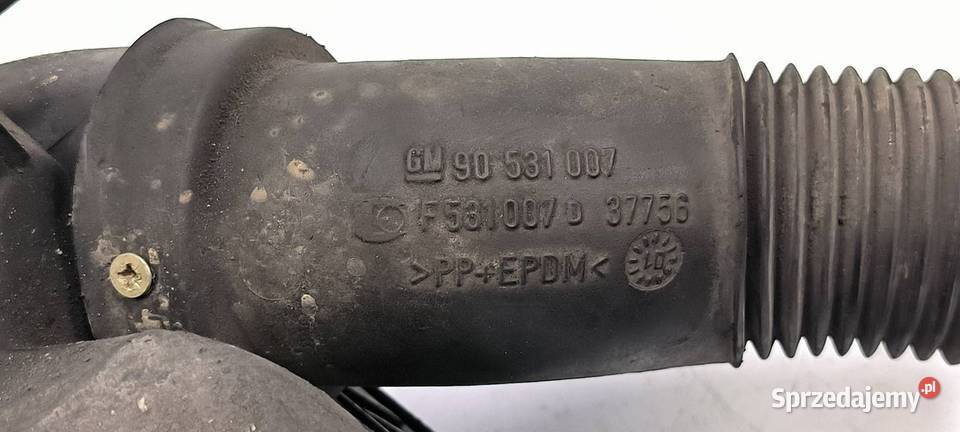 GM 90 531 007
F531007 D 37756
>PP+EPDM<
Sprzedajemy.pl